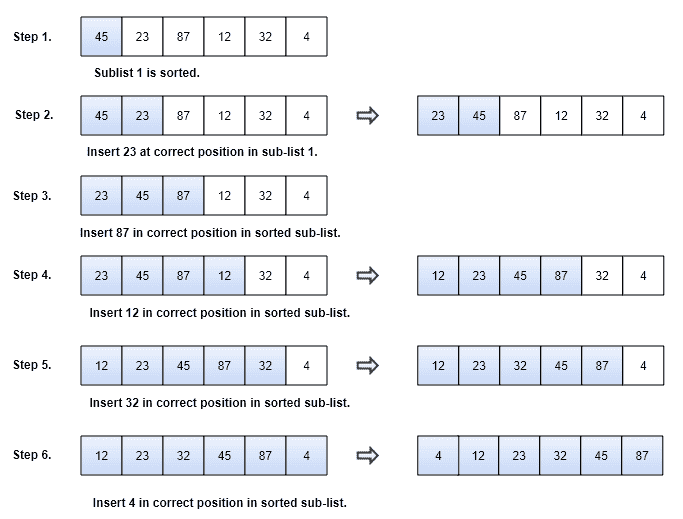 Step 1. 45 23 87 12 32 4
Sublist 1 is sorted.
Step 2. 45 23 87 12 32 4 23 45 87 12 32 4
Insert 23 at correct position in sub-list 1.
Step 3. 23 45 87 12 32 4
Insert 87 in correct position in sorted sub-list.
Step 4. 23 45 87 12 32 4 12 23 45 87 32 4
Insert 12 in correct position in sorted sub-list.
Step 5. 12 23 45 87 32 4 12 23 32 45 87 4
Insert 32 in correct position in sorted sub-list.
Step 6. 12 23 32 45 87 4 4 12 23 32 45 87
Insert 4 in correct position in sorted sub-list.